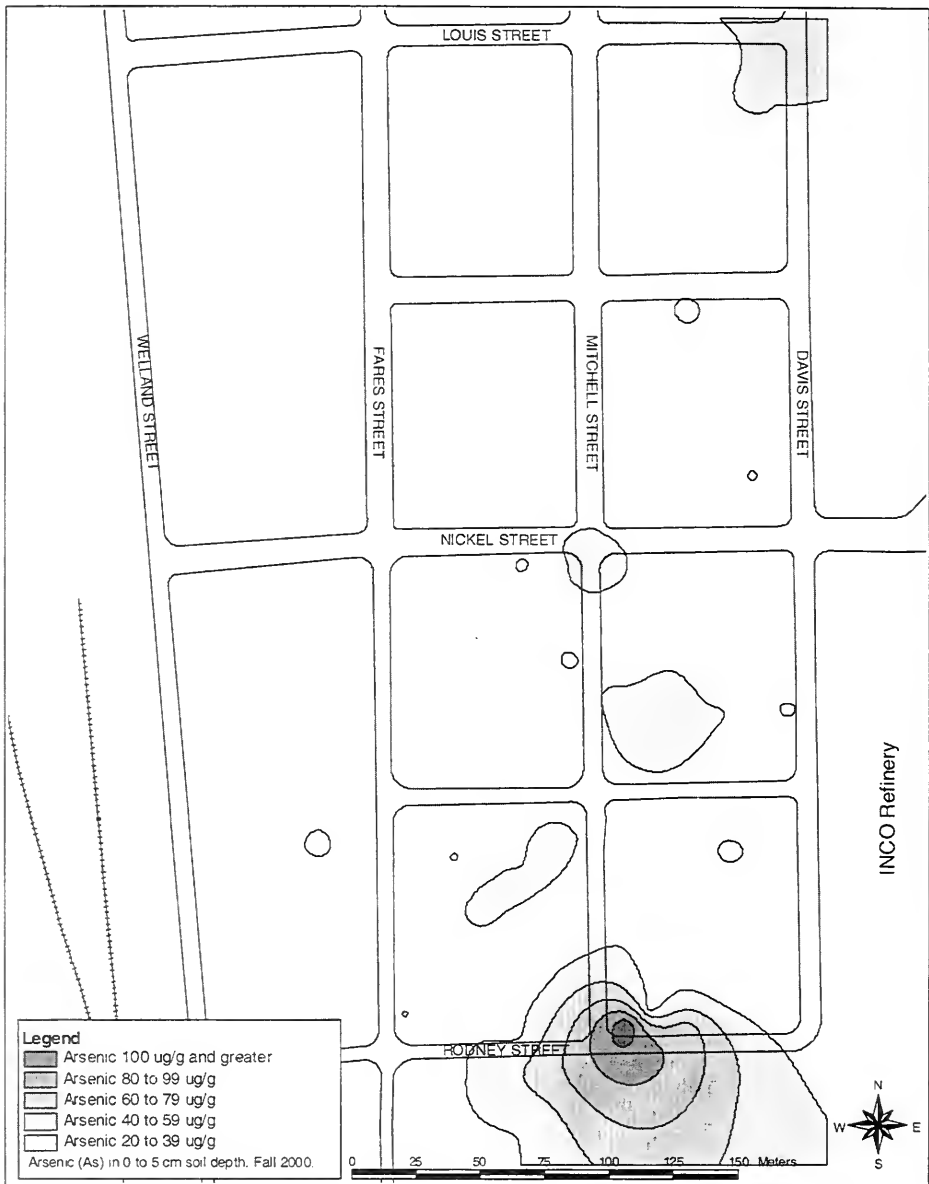 LOUIS STREET
WELLAND STREET
FARES STREET
MITCHELL STREET
DAVIS STREET
NICKEL STREET
INCO Refinery
RODNEY STREET
Legend
Arsenic 100 ug/g and greater
Arsenic 80 to 99 ug/g
Arsenic 60 to 79 ug/g
Arsenic 40 to 59 ug/g
Arsenic 20 to 39 ug/g
Arsenic (As) in 0 to 5 cm soil depth. Fall 2000.
0 25 50 75 100 125 150 Meters
N
W E
S